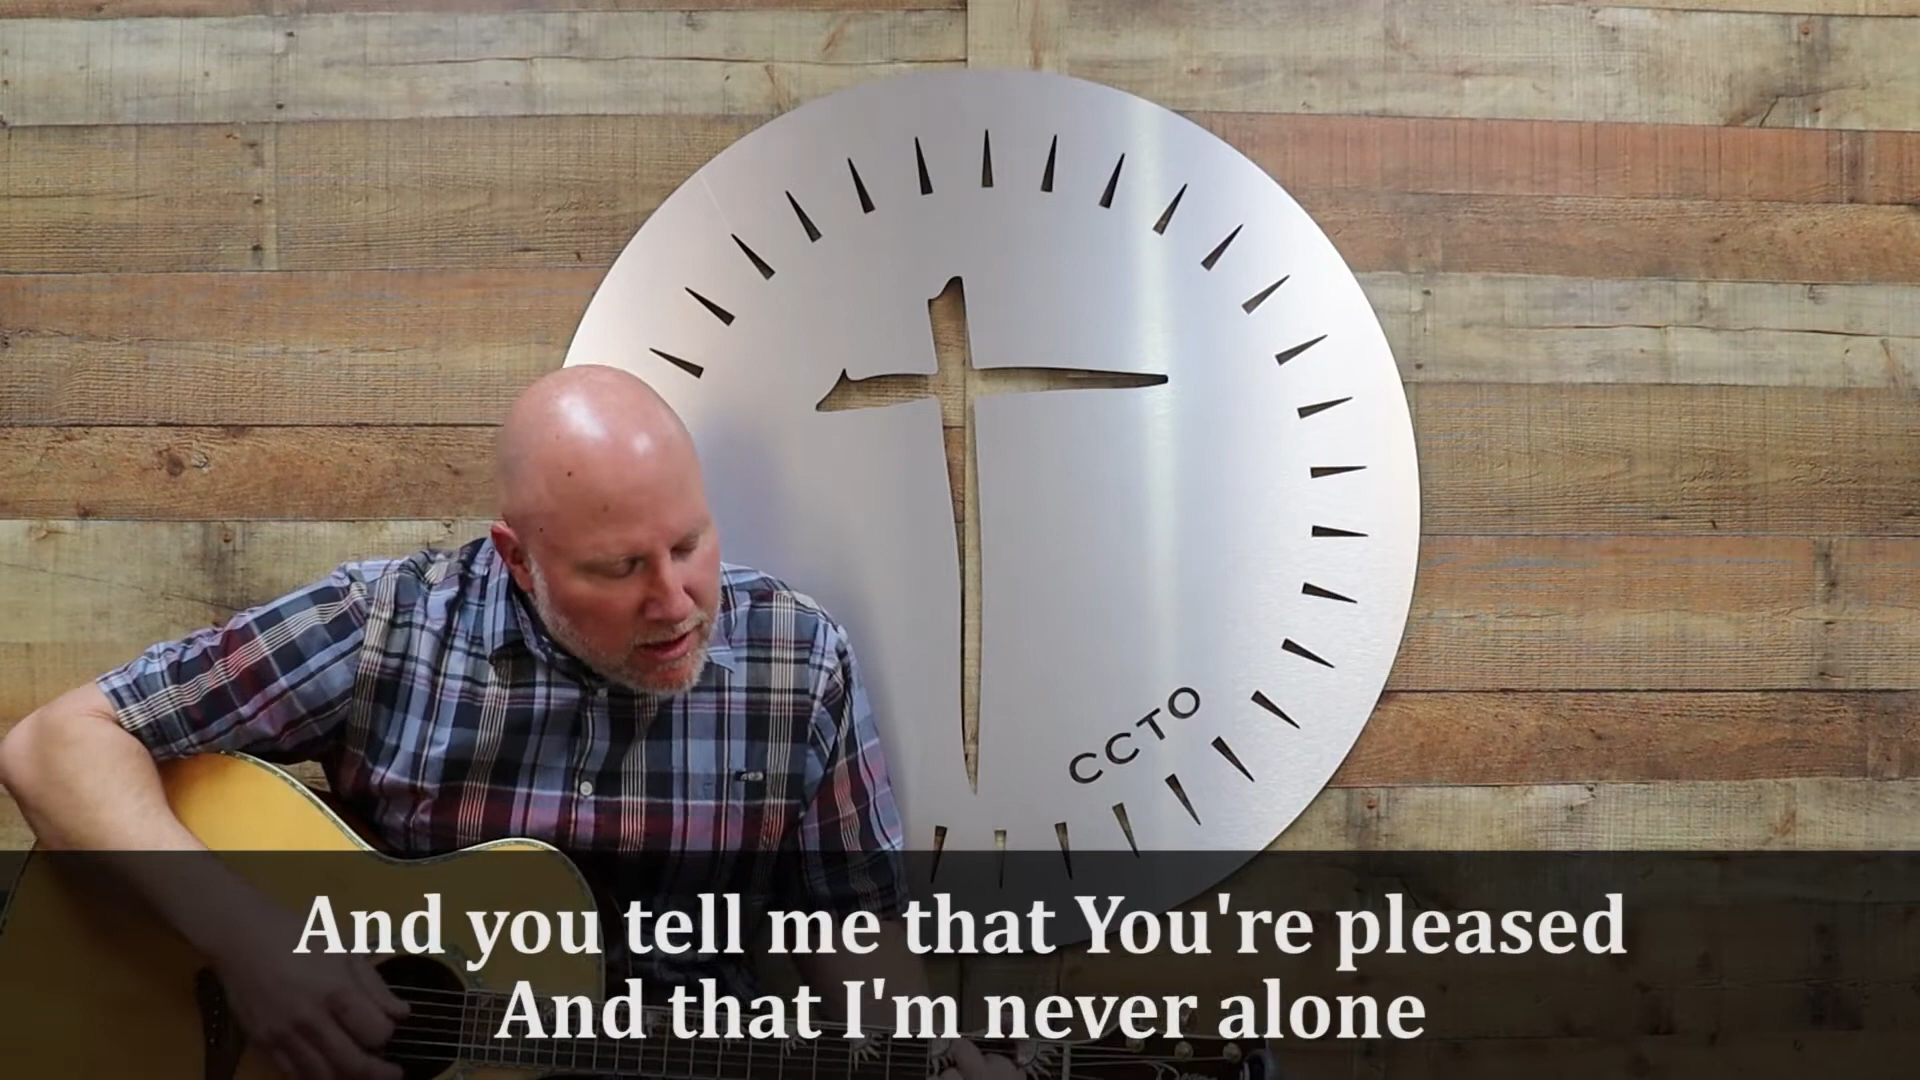 CCTO
And you tell me that You're pleased
And that I'm never alone